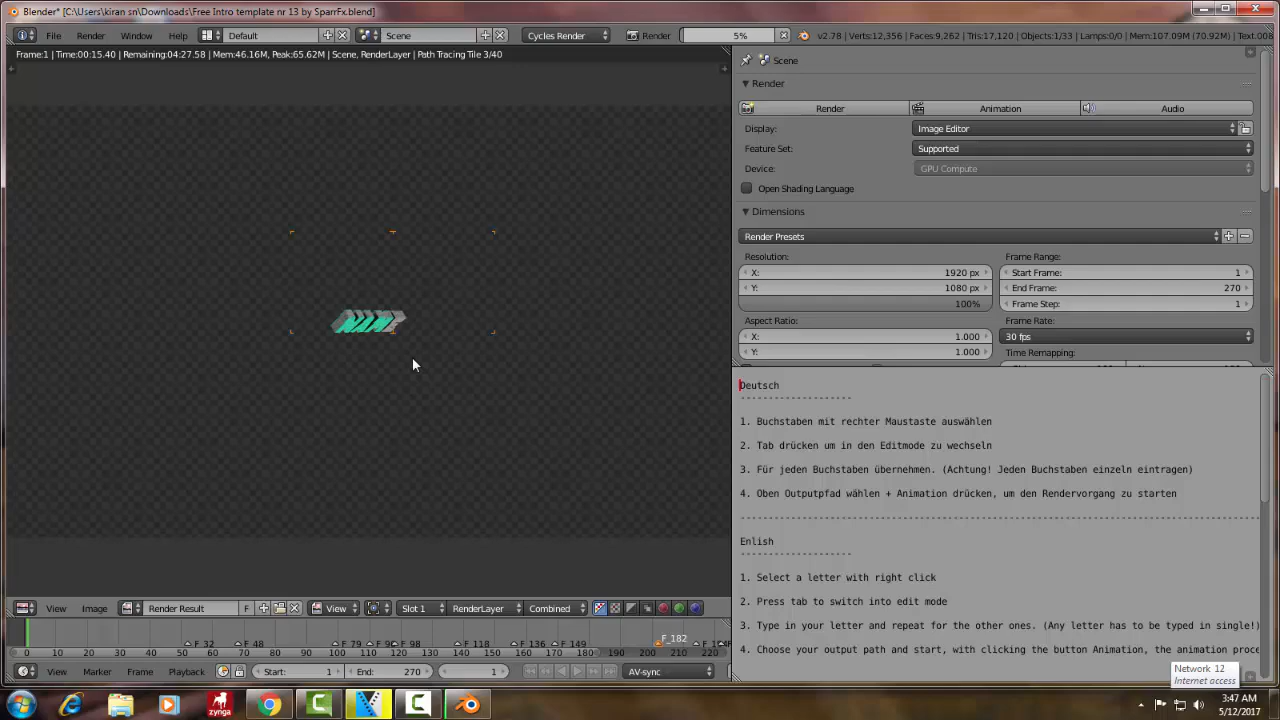 Blender* [C:\Users\kiran sn\Downloads\Free Intro template nr 13 by SparrFx.blend]
File Render Window Help Default Scene Cycles Render Render 5% v2.78 | Verts:12,356 | Faces:9,262 | Tris:17,120 | Objects:1/33 | Lamps:0/0 | Mem:107.09M (70.92M) | Text.008
Frame:1 | Time:00:15.40 | Remaining:04:27.58 | Mem:46.16M, Peak:65.62M | Scene, RenderLayer | Path Tracing Tile 3/40
Scene
Render
Render Animation Audio
Display: Image Editor
Feature Set: Supported
Device: GPU Compute
Open Shading Language
Dimensions
Render Presets
Resolution: Frame Range:
X: 1920 px Start Frame: 1
Y: 1080 px End Frame: 270
100% Frame Step: 1
Aspect Ratio: Frame Rate:
X: 1.000 30 fps
Y: 1.000 Time Remapping:
Deutsch
--------------------
1. Buchstaben mit rechter Maustaste auswählen
2. Tab drücken um in den Editmode zu wechseln
3. Für jeden Buchstaben übernehmen. (Achtung! Jeden Buchstaben einzeln eintragen)
4. Oben Outputpfad wählen + Animation drücken, um den Rendervorgang zu starten
Enlish
--------------------
1. Select a letter with right click
2. Press tab to switch into edit mode
3. Type in your letter and repeat for the other ones. (Any letter has to be typed in single!)
4. Choose your output path and start, with clicking the button Animation, the animation proce
View Image Render Result F View Slot 1 RenderLayer Combined
F_32 F_48 F_79 F_98 F_118 F_136 F_149 F_182
0 10 20 30 40 50 60 70 80 90 100 110 120 130 140 150 160 170 180 190 200 210 220
View Marker Frame Playback Start: 1 End: 270 1 AV-sync
Network 12
Internet access
zynga
3:47 AM
5/12/2017